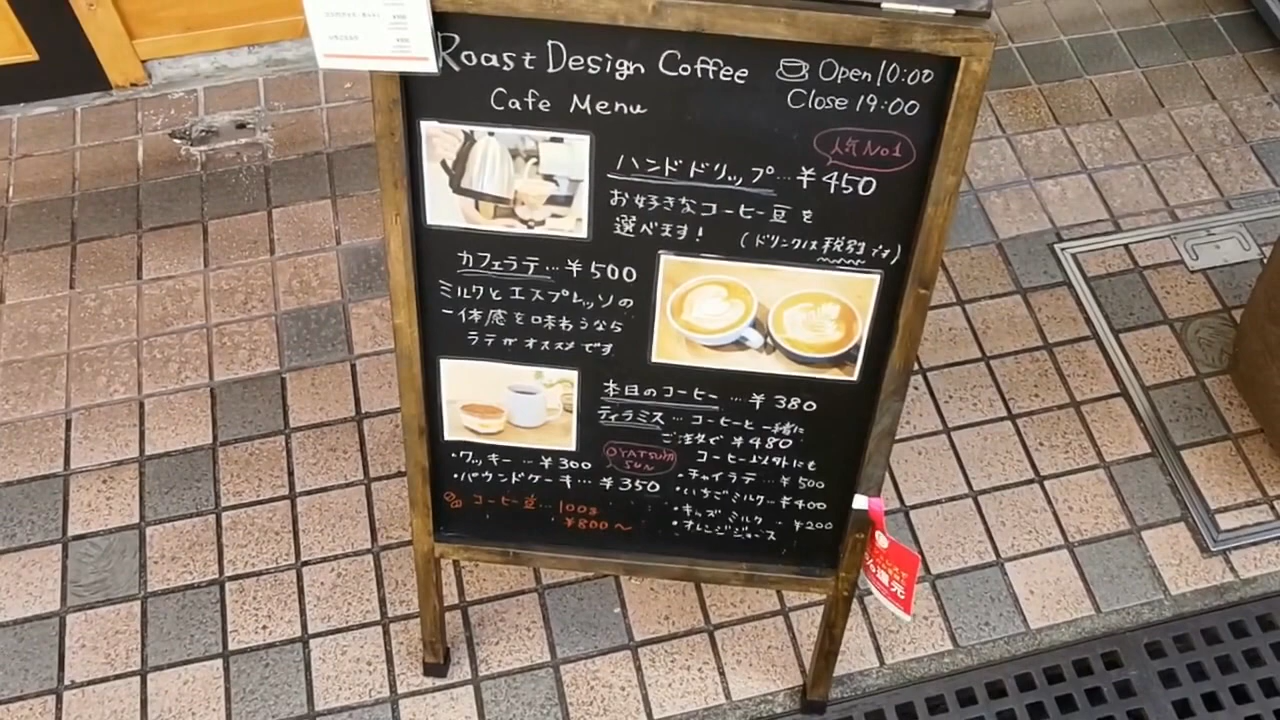 Roast Design Coffee
Cafe Menu
Open 10:00
Close 19:00
人気No1
ハンドドリップ…¥450
お好きなコーヒー豆を
選べます!
(ドリンクは税別です)
カフェラテ…¥500
ミルクとエスプレッソの
一体感を味わうなら
ラテがオススメです
本日のコーヒー…¥380
ティラミス…コーヒーと一緒に
ご注文で¥480
・クッキー…¥300
・パウンドケーキ…¥350
コーヒー豆…100g
¥800〜
コーヒー以外にも
・チャイラテ…¥500
・いちごミルク…¥400
・キッズミルク…¥200
・オレンジジュース
還元